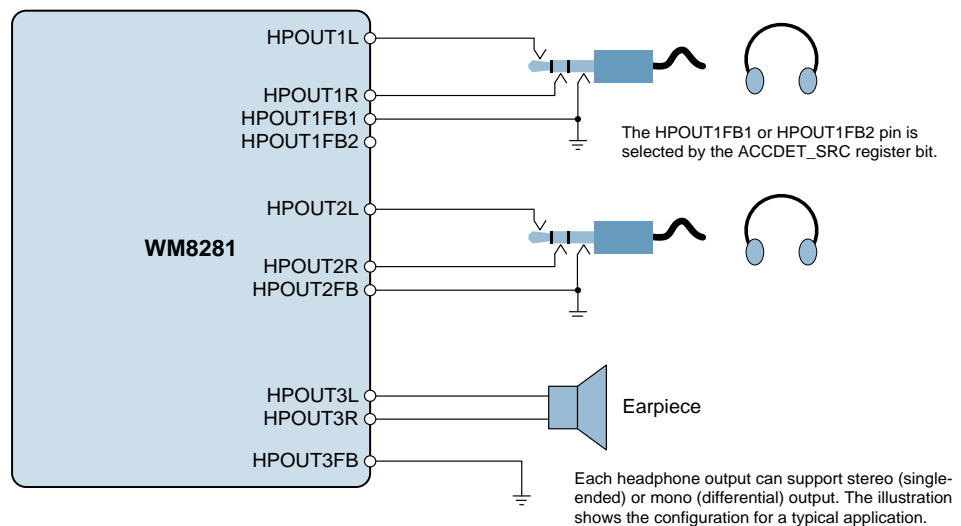 HPOUT1L
HPOUT1R
HPOUT1FB1
HPOUT1FB2
The HPOUT1FB1 or HPOUT1FB2 pin is
selected by the ACCDET_SRC register bit.
HPOUT2L
WM8281
HPOUT2R
HPOUT2FB
HPOUT3L
HPOUT3R
Earpiece
HPOUT3FB
Each headphone output can support stereo (single-
ended) or mono (differential) output. The illustration
shows the configuration for a typical application.